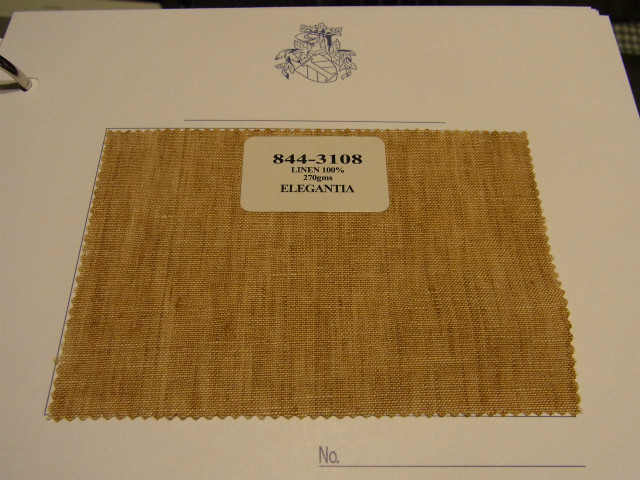 844-3108
LINEN 100%
270gms
ELEGANTIA
No.